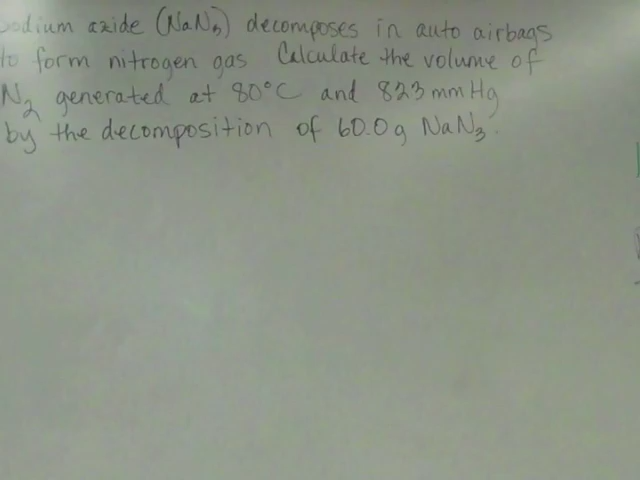 Sodium azide (NaN₃) decomposes in auto airbags
to form nitrogen gas Calculate the volume of
N₂ generated at 80°C and 823 mm Hg
by the decomposition of 60.0 g NaN₃.